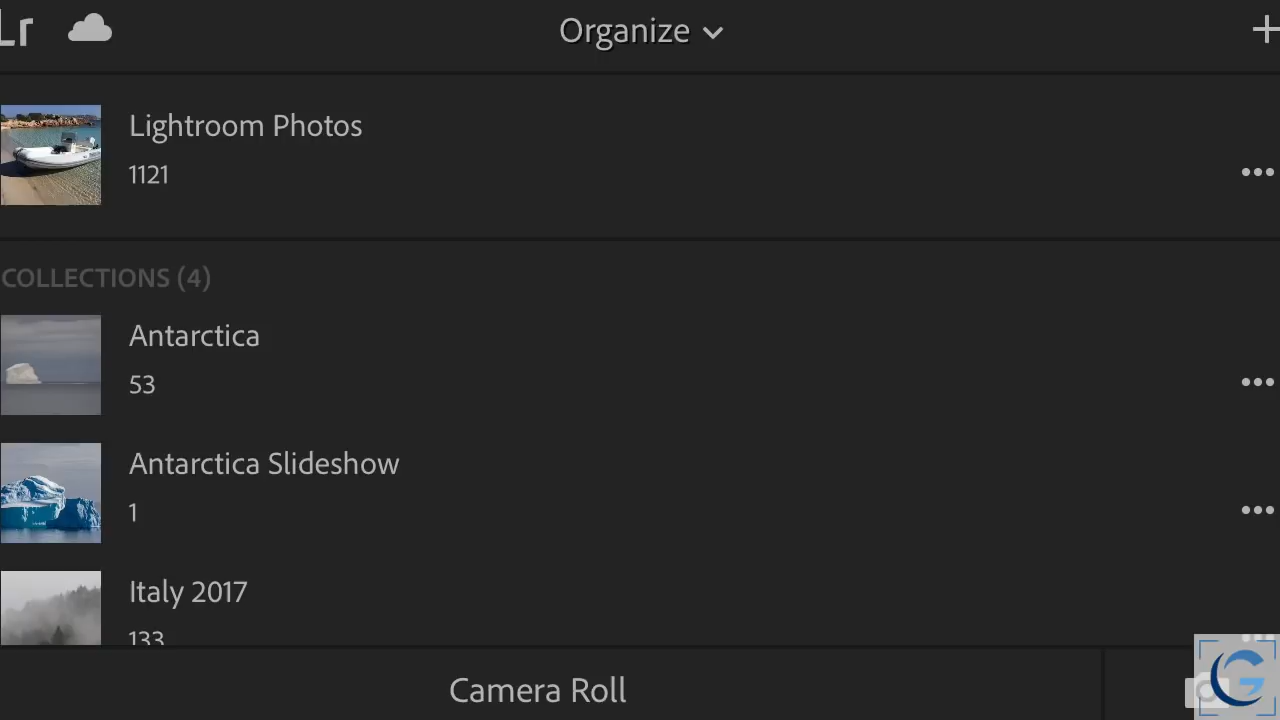 Lr
Organize
Lightroom Photos
1121
COLLECTIONS (4)
Antarctica
53
Antarctica Slideshow
1
Italy 2017
133
Camera Roll
G